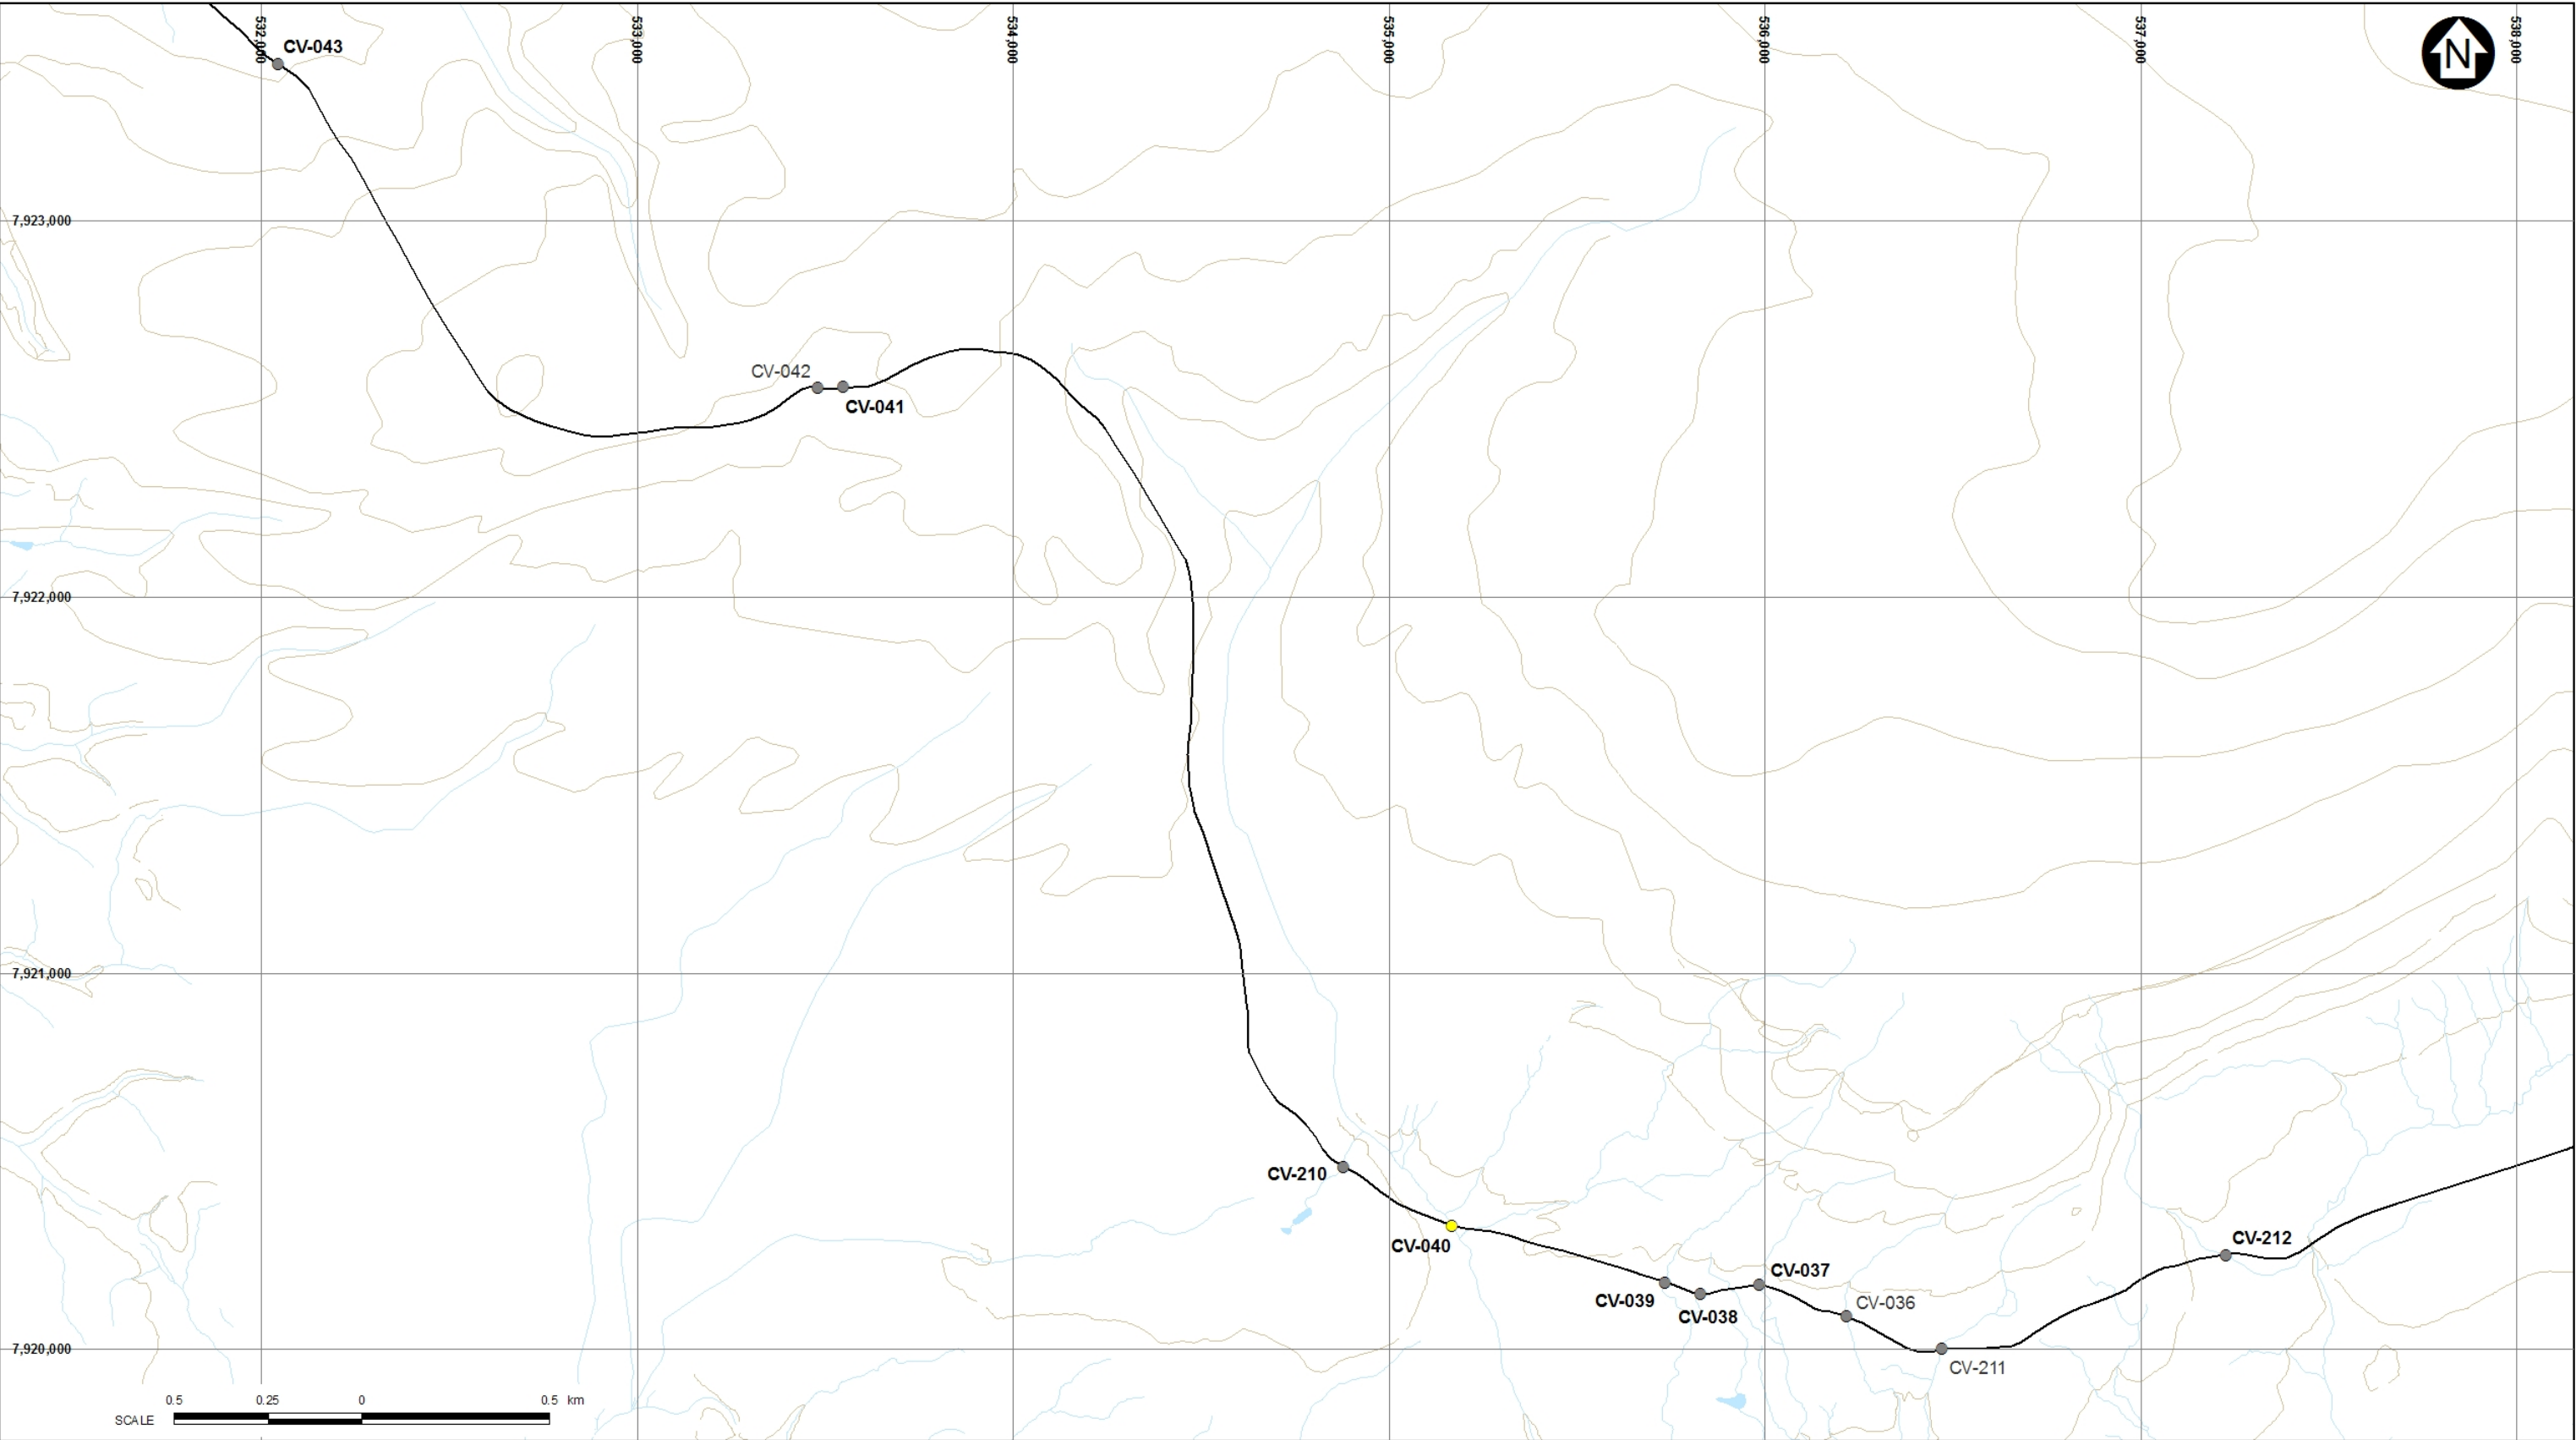 532,000
533,000
534,000
535,000
536,000
537,000
538,000
N
CV-043
7,923,000
CV-042
CV-041
7,922,000
7,921,000
CV-210
CV-040
CV-212
CV-037
CV-039
CV-038
CV-036
7,920,000
CV-211
0.5 0.25 0 0.5 km
SCALE